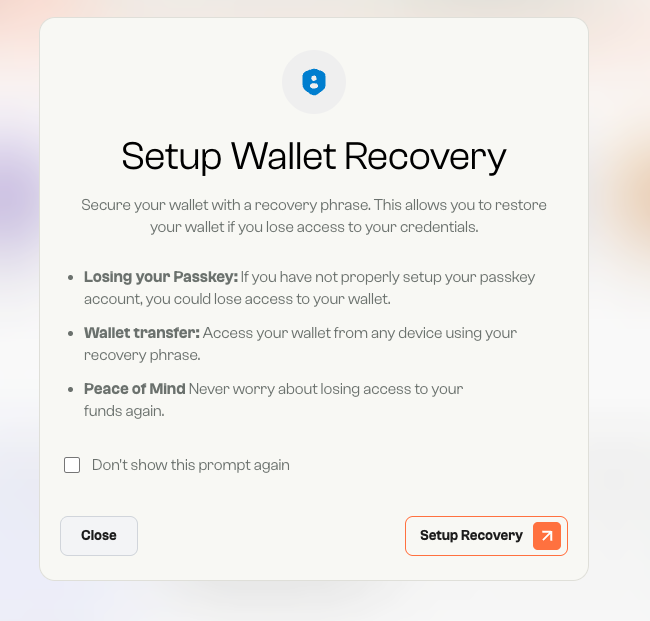 Setup Wallet Recovery
Secure your wallet with a recovery phrase. This allows you to restore
your wallet if you lose access to your credentials.
Losing your Passkey: If you have not properly setup your passkey
account, you could lose access to your wallet.
Wallet transfer: Access your wallet from any device using your
recovery phrase.
Peace of Mind Never worry about losing access to your
funds again.
Don't show this prompt again
Close
Setup Recovery